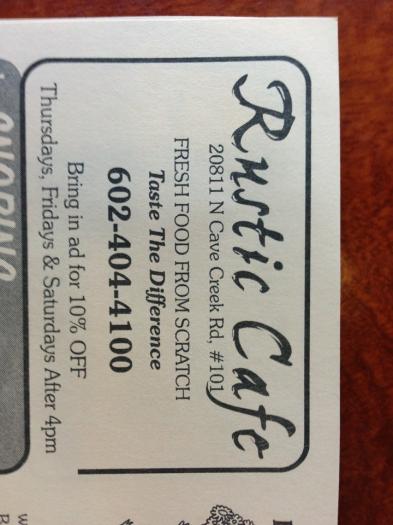 Rustic Cafe
20811 N Cave Creek Rd, #101
FRESH FOOD FROM SCRATCH
Taste The Difference
602-404-4100
Bring in ad for 10% OFF
Thursdays, Fridays & Saturdays After 4pm